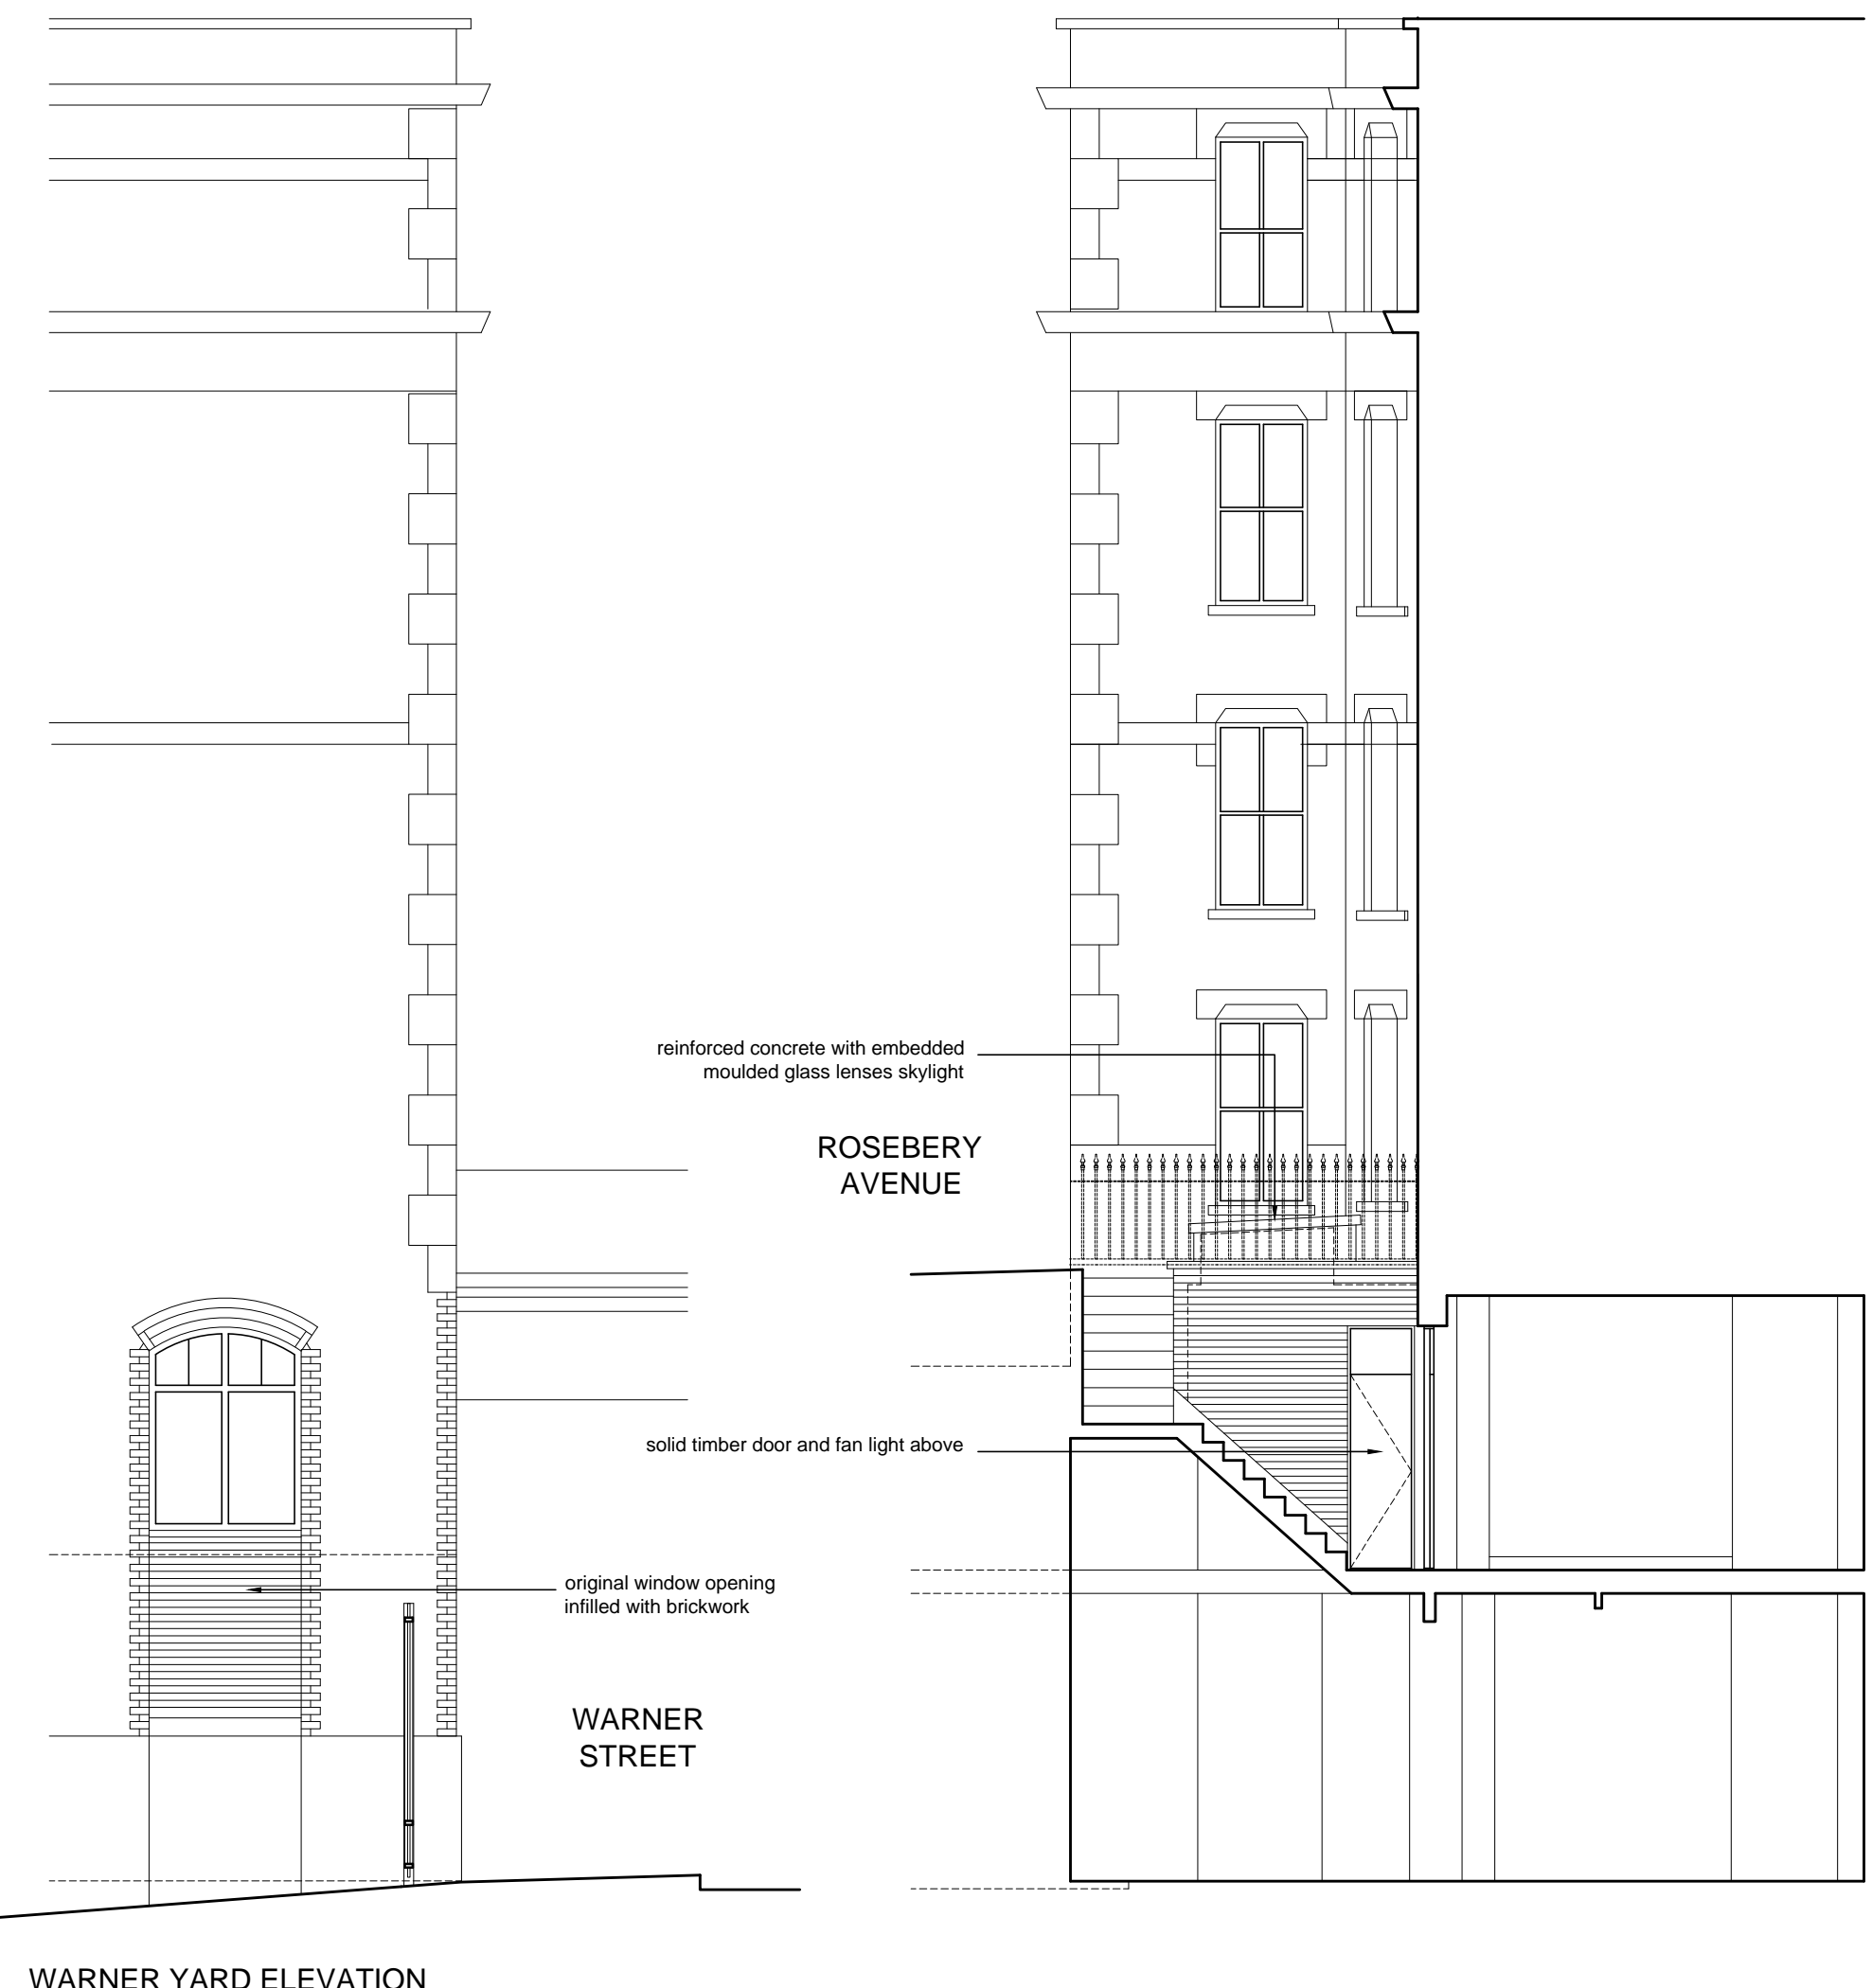 reinforced concrete with embedded
moulded glass lenses skylight
ROSEBERY
AVENUE
solid timber door and fan light above
original window opening
infilled with brickwork
WARNER
STREET
WARNER YARD ELEVATION